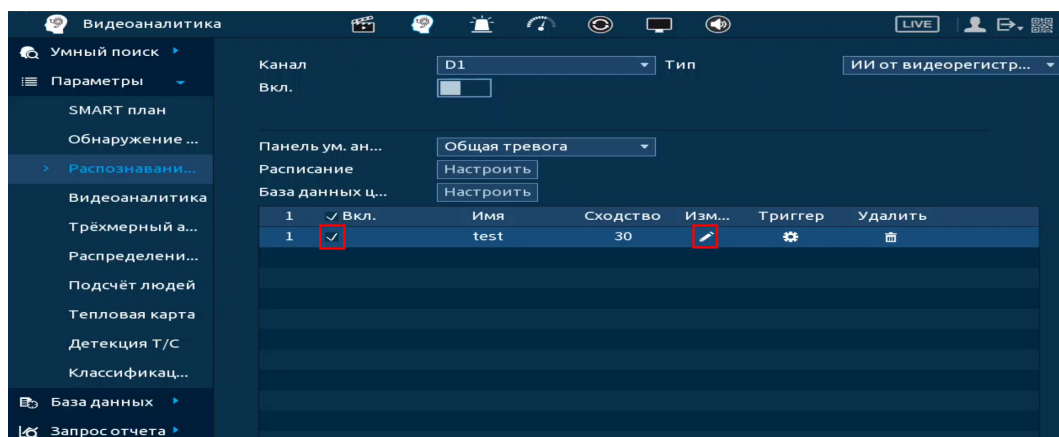 Видеоаналитика LIVE
Умный поиск
Параметры
SMART план
Обнаружение ...
> Распознавани...
Видеоаналитика
Трёхмерный а...
Распределени...
Подсчёт людей
Тепловая карта
Детекция Т/С
Классификац...
База данных
Запрос отчета
Канал D1 Тип ИИ от видеорегистр...
Вкл.
Панель ум. ан... Общая тревога
Расписание Настроить
База данных ц... Настроить
1 Вкл. Имя Сходство Изм... Триггер Удалить
1 test 30